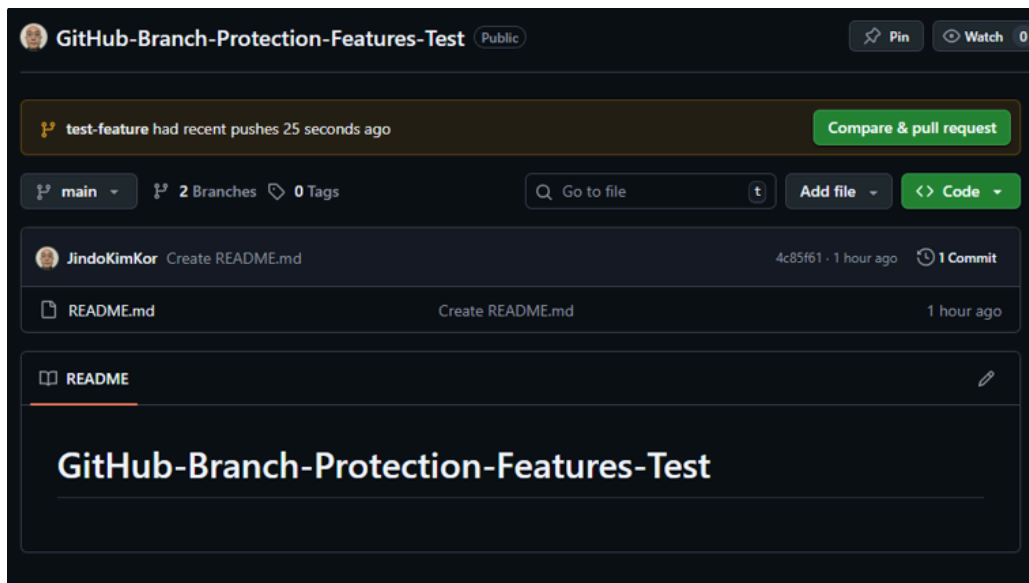 GitHub-Branch-Protection-Features-Test Public Pin Watch 0
test-feature had recent pushes 25 seconds ago Compare & pull request
main 2 Branches 0 Tags Go to file t Add file <> Code
JindoKimKor Create README.md 4c85f61 · 1 hour ago 1 Commit
README.md Create README.md 1 hour ago
README
GitHub-Branch-Protection-Features-Test